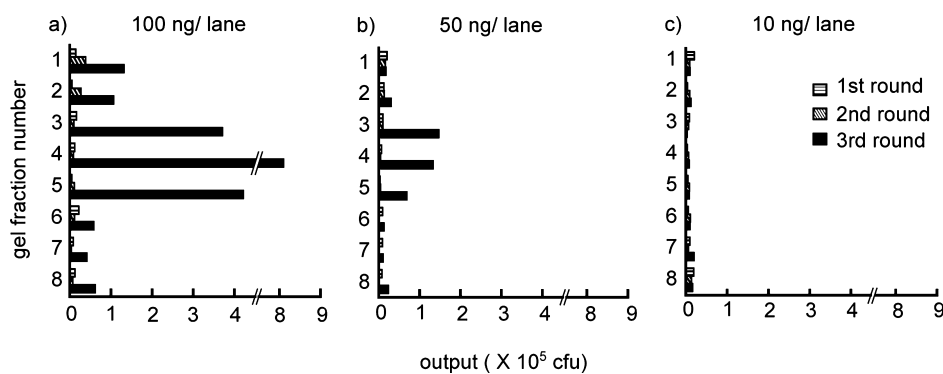 a) 100 ng/ lane
b) 50 ng/ lane
c) 10 ng/ lane
gel fraction number
1
2
3
4
5
6
7
8
0 1 2 3 4 9
1
2
3
4
5
6
7
8
0 1 2 3 4 5 9
1
2
3
4
5
6
7
8
0 1 2 3 4 9
1st round
2nd round
3rd round
output ( X 10⁵ cfu)